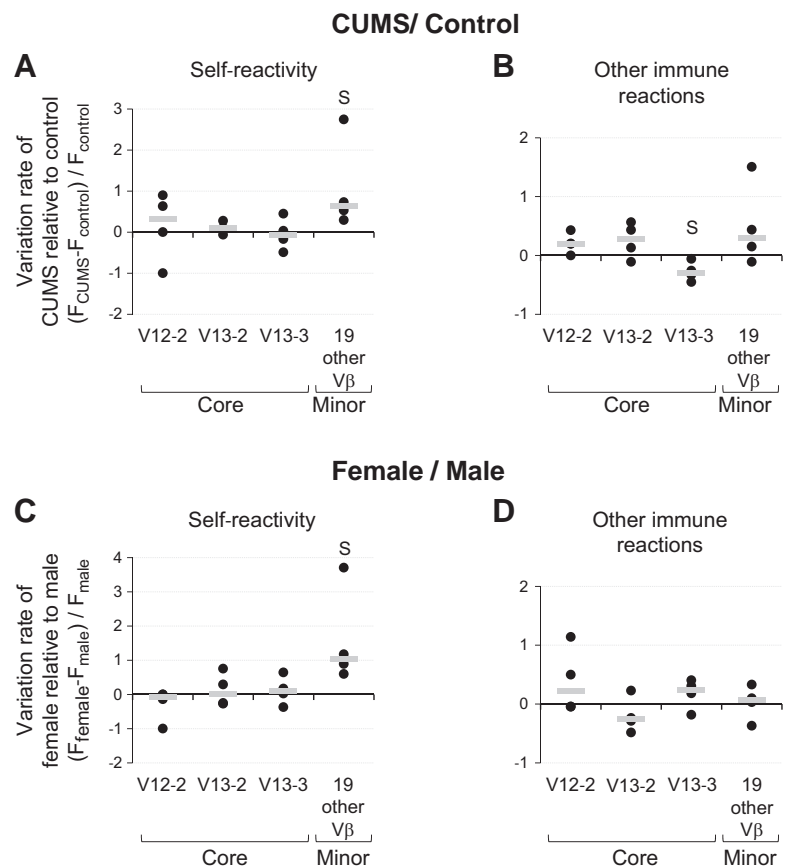 CUMS/ Control
A
Self-reactivity
Variation rate of
CUMS relative to control
(FCUMS-Fcontrol) / Fcontrol
3
2
1
0
-1
-2
S
V12-2 V13-2 V13-3 19
other
Vβ
Core Minor
B
Other immune
reactions
2
1
0
-1
S
V12-2 V13-2 V13-3 19
other
Vβ
Core Minor
Female / Male
C
Self-reactivity
Variation rate of
female relative to male
(Ffemale-Fmale) / Fmale
4
3
2
1
0
-1
-2
S
V12-2 V13-2 V13-3 19
other
Vβ
Core Minor
D
Other immune
reactions
2
1
0
-1
V12-2 V13-2 V13-3 19
other
Vβ
Core Minor